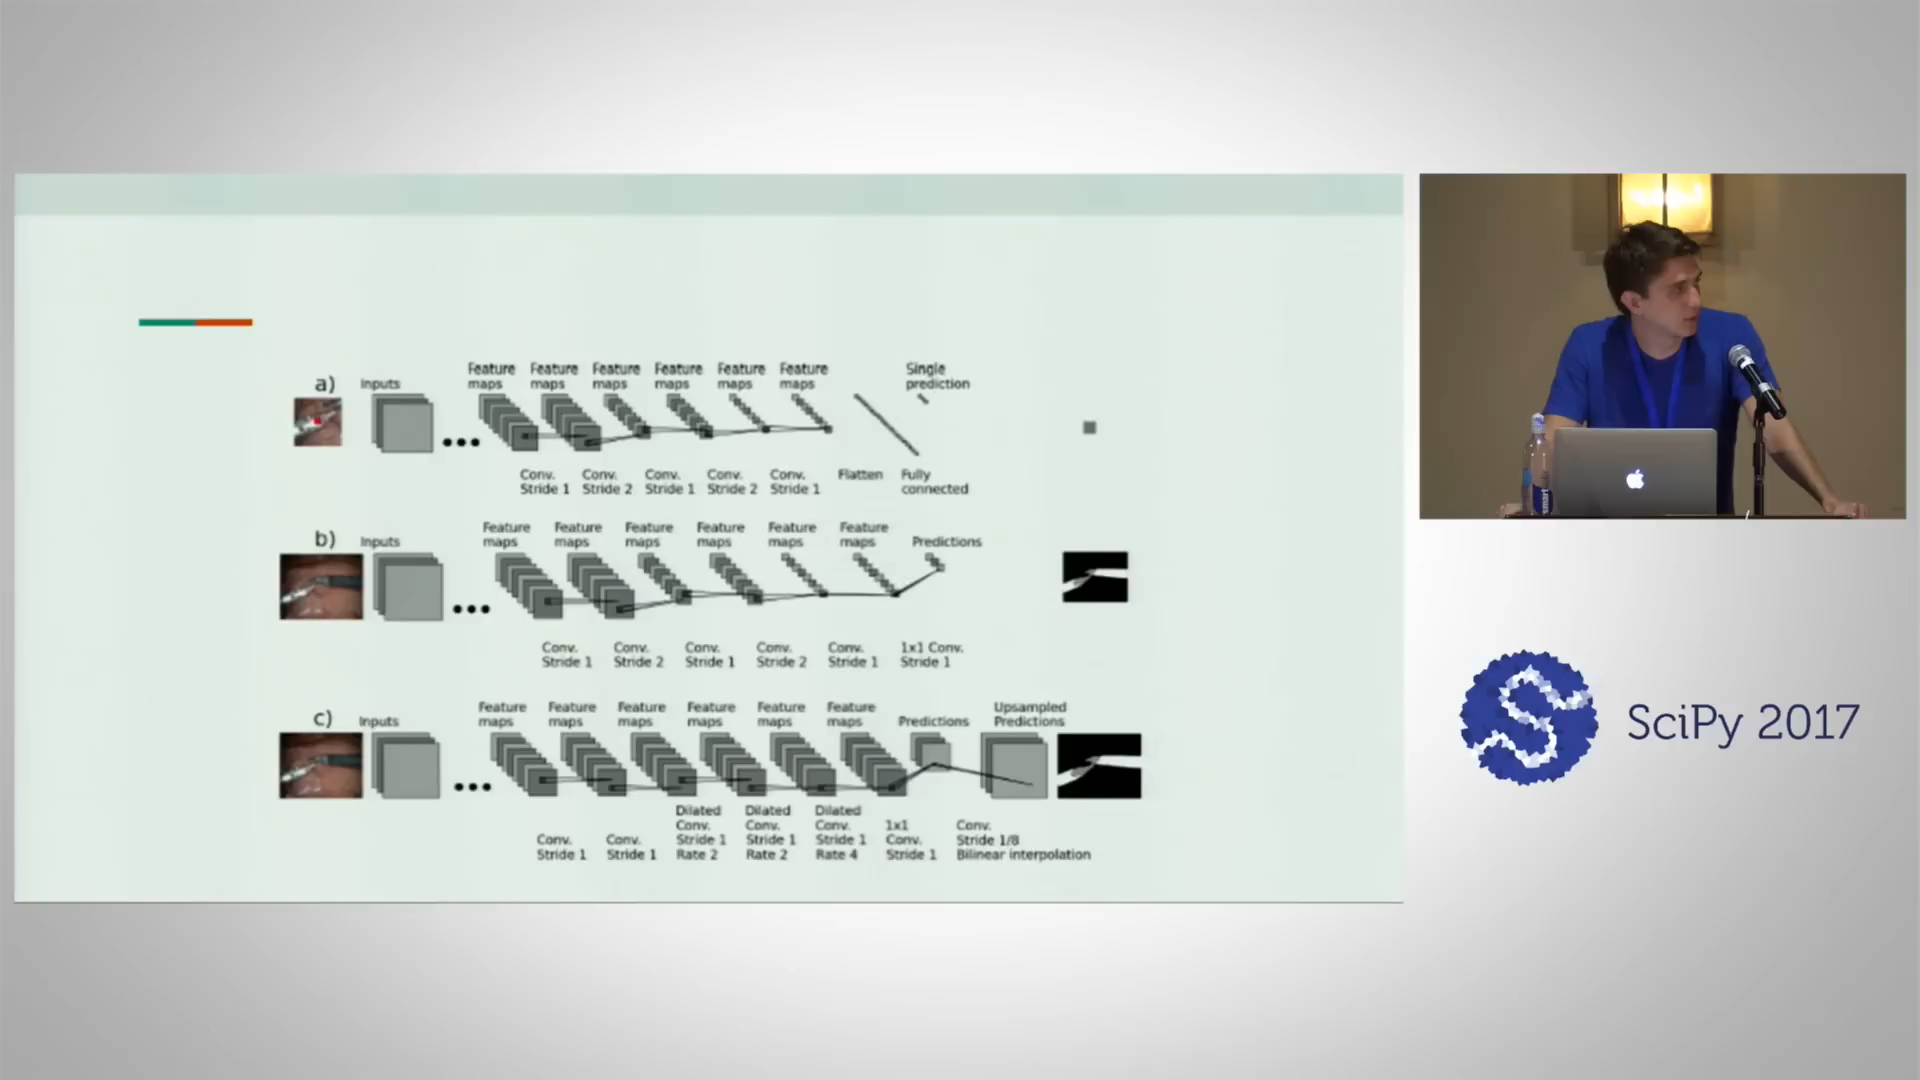 a) Inputs
Feature maps Feature maps Feature maps Feature maps Feature maps Feature maps Single prediction
Conv. Stride 1 Conv. Stride 2 Conv. Stride 1 Conv. Stride 2 Conv. Stride 1 Flatten Fully connected
b) Inputs
Feature maps Feature maps Feature maps Feature maps Feature maps Feature maps Predictions
Conv. Stride 1 Conv. Stride 2 Conv. Stride 1 Conv. Stride 2 Conv. Stride 1 1x1 Conv. Stride 1
c) Inputs
Feature maps Feature maps Feature maps Feature maps Feature maps Feature maps Predictions Upsampled Predictions
Conv. Stride 1 Conv. Stride 1 Dilated Conv. Stride 1 Rate 2 Dilated Conv. Stride 1 Rate 2 Dilated Conv. Stride 1 Rate 4 1x1 Conv. Stride 1 Conv. Stride 1/8 Bilinear interpolation
smart
SciPy 2017